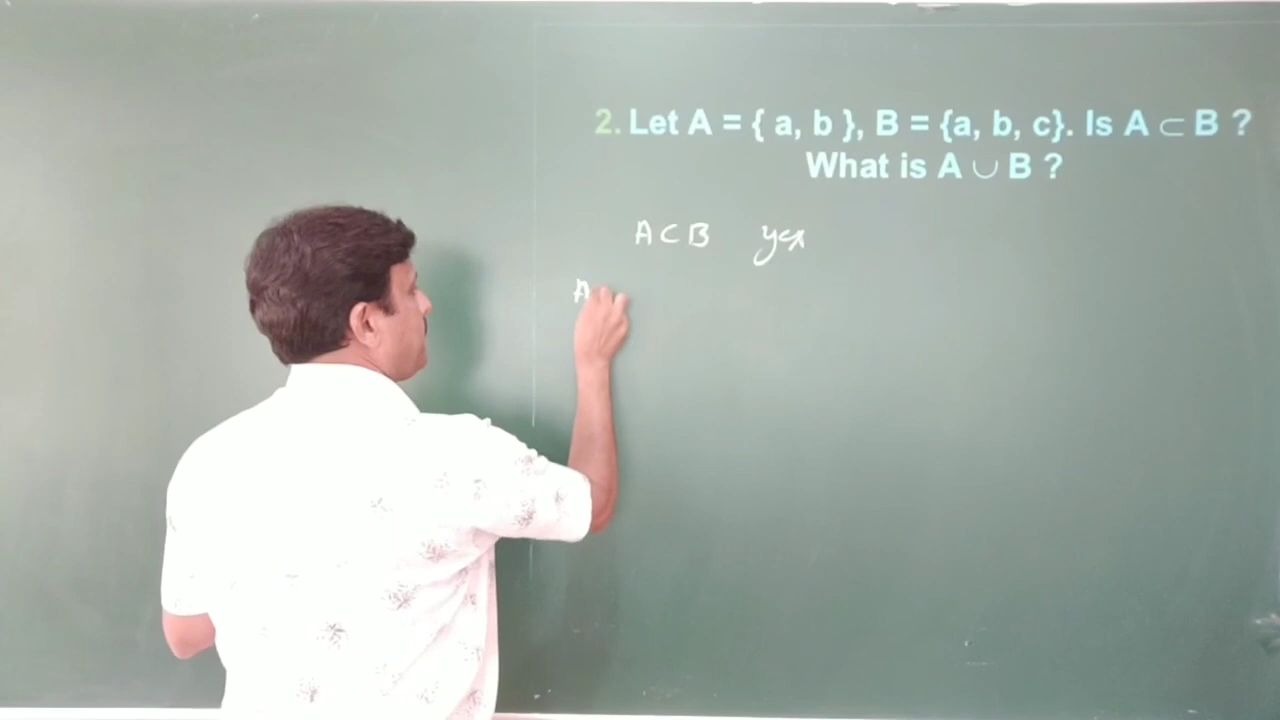 2. Let A = { a, b }, B = {a, b, c}. Is A ⊂ B ?
What is A ∪ B ?
A ⊂ B yes
A